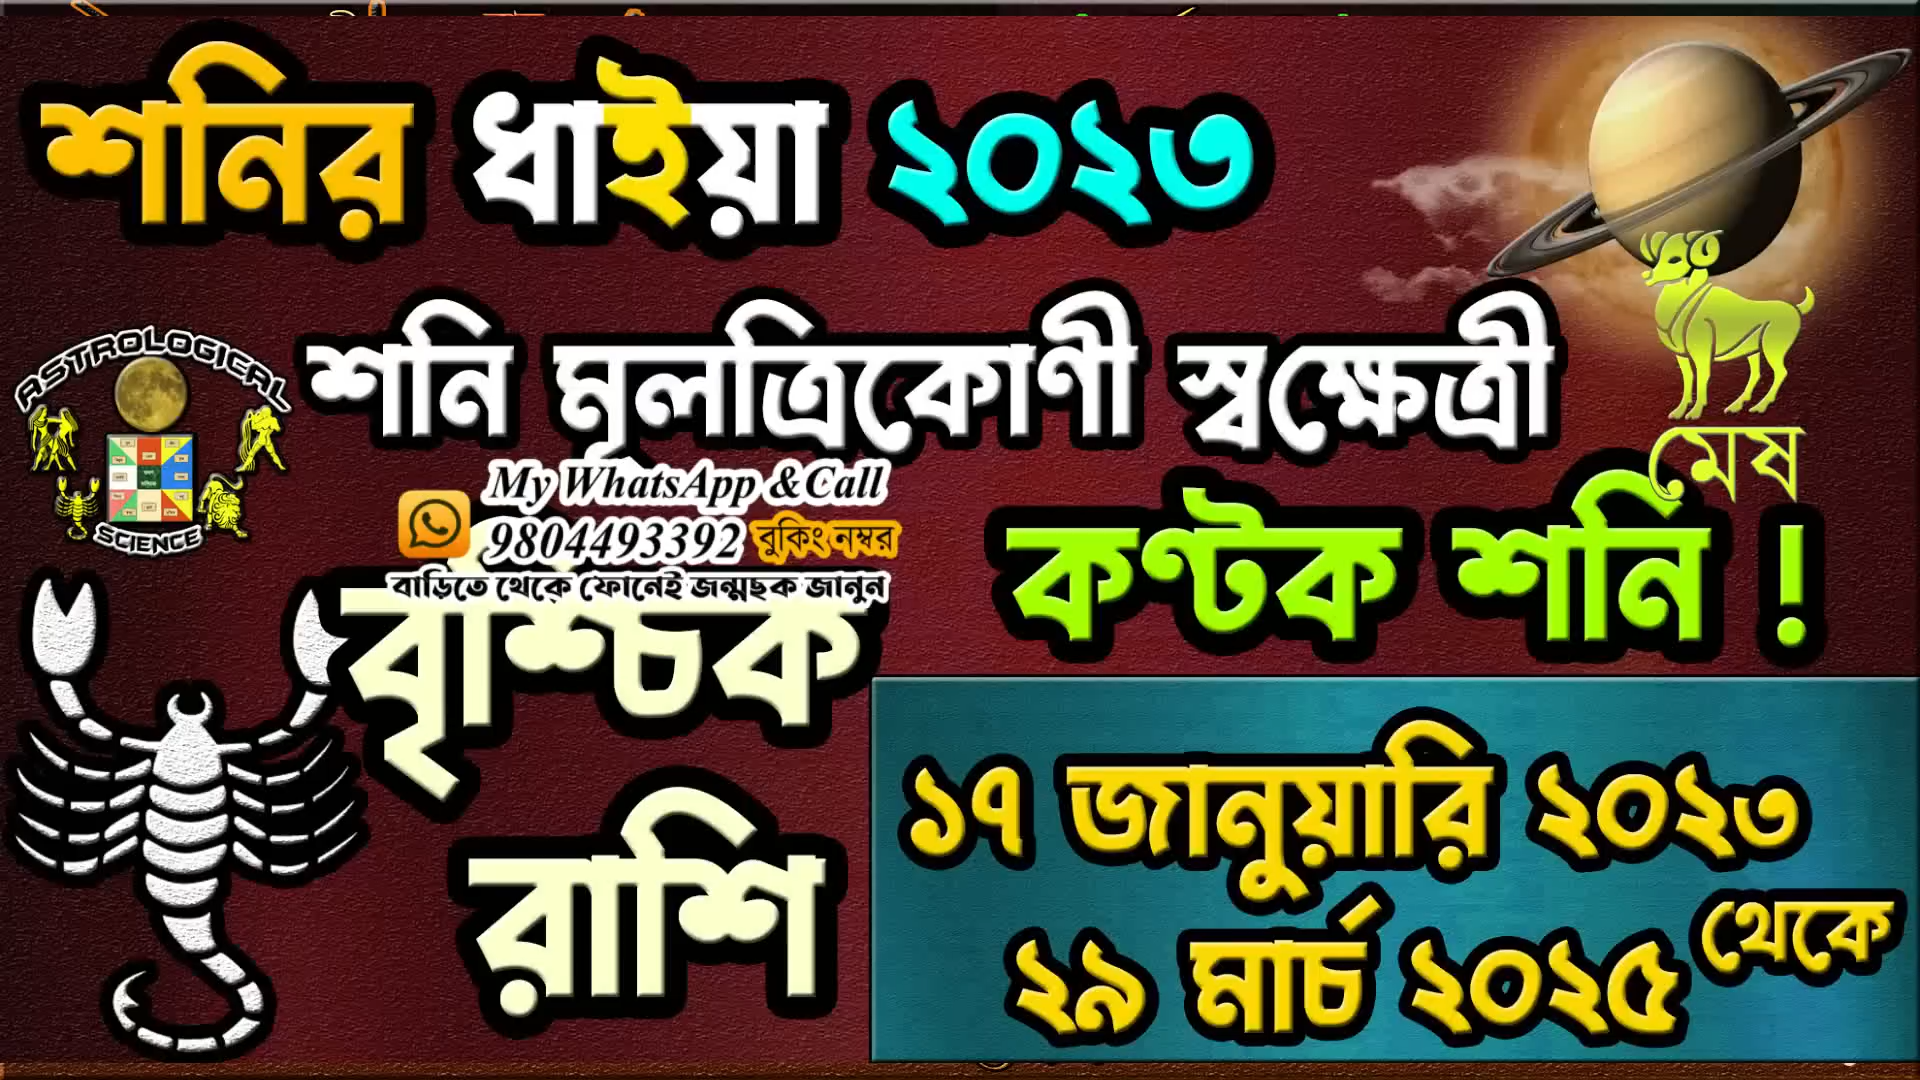 শনির ধাইয়া ২০২৩
শনি মূলত্রিকোণী স্বক্ষেত্রী
মেষ
ASTROLOGICAL
SCIENCE
My WhatsApp &Call
9804493392 বুকিং নম্বর
বাড়িতে থেকে ফোনেই জন্মছক জানুন
কণ্টক শনি !
বৃশ্চিক
রাশি
১৭ জানুয়ারি ২০২৩
থেকে
২৯ মার্চ ২০২৫